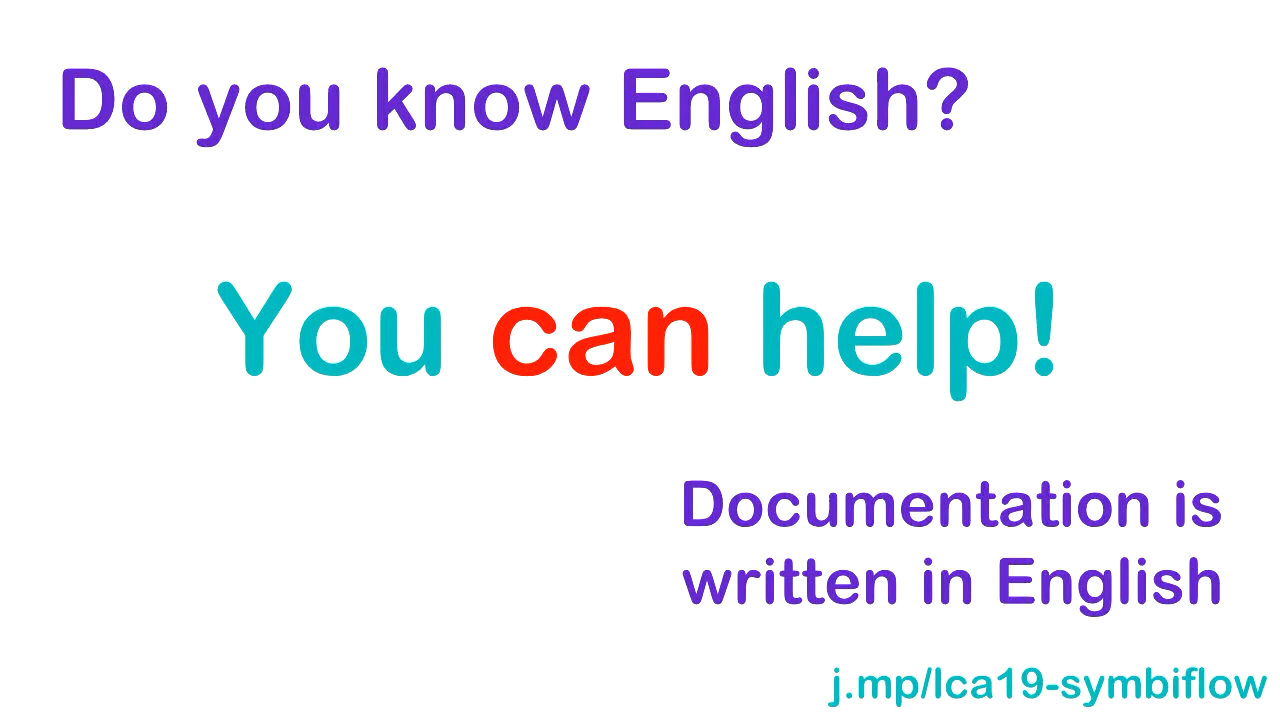 Do you know English?
You can help!
Documentation is
written in English
j.mp/lca19-symbiflow